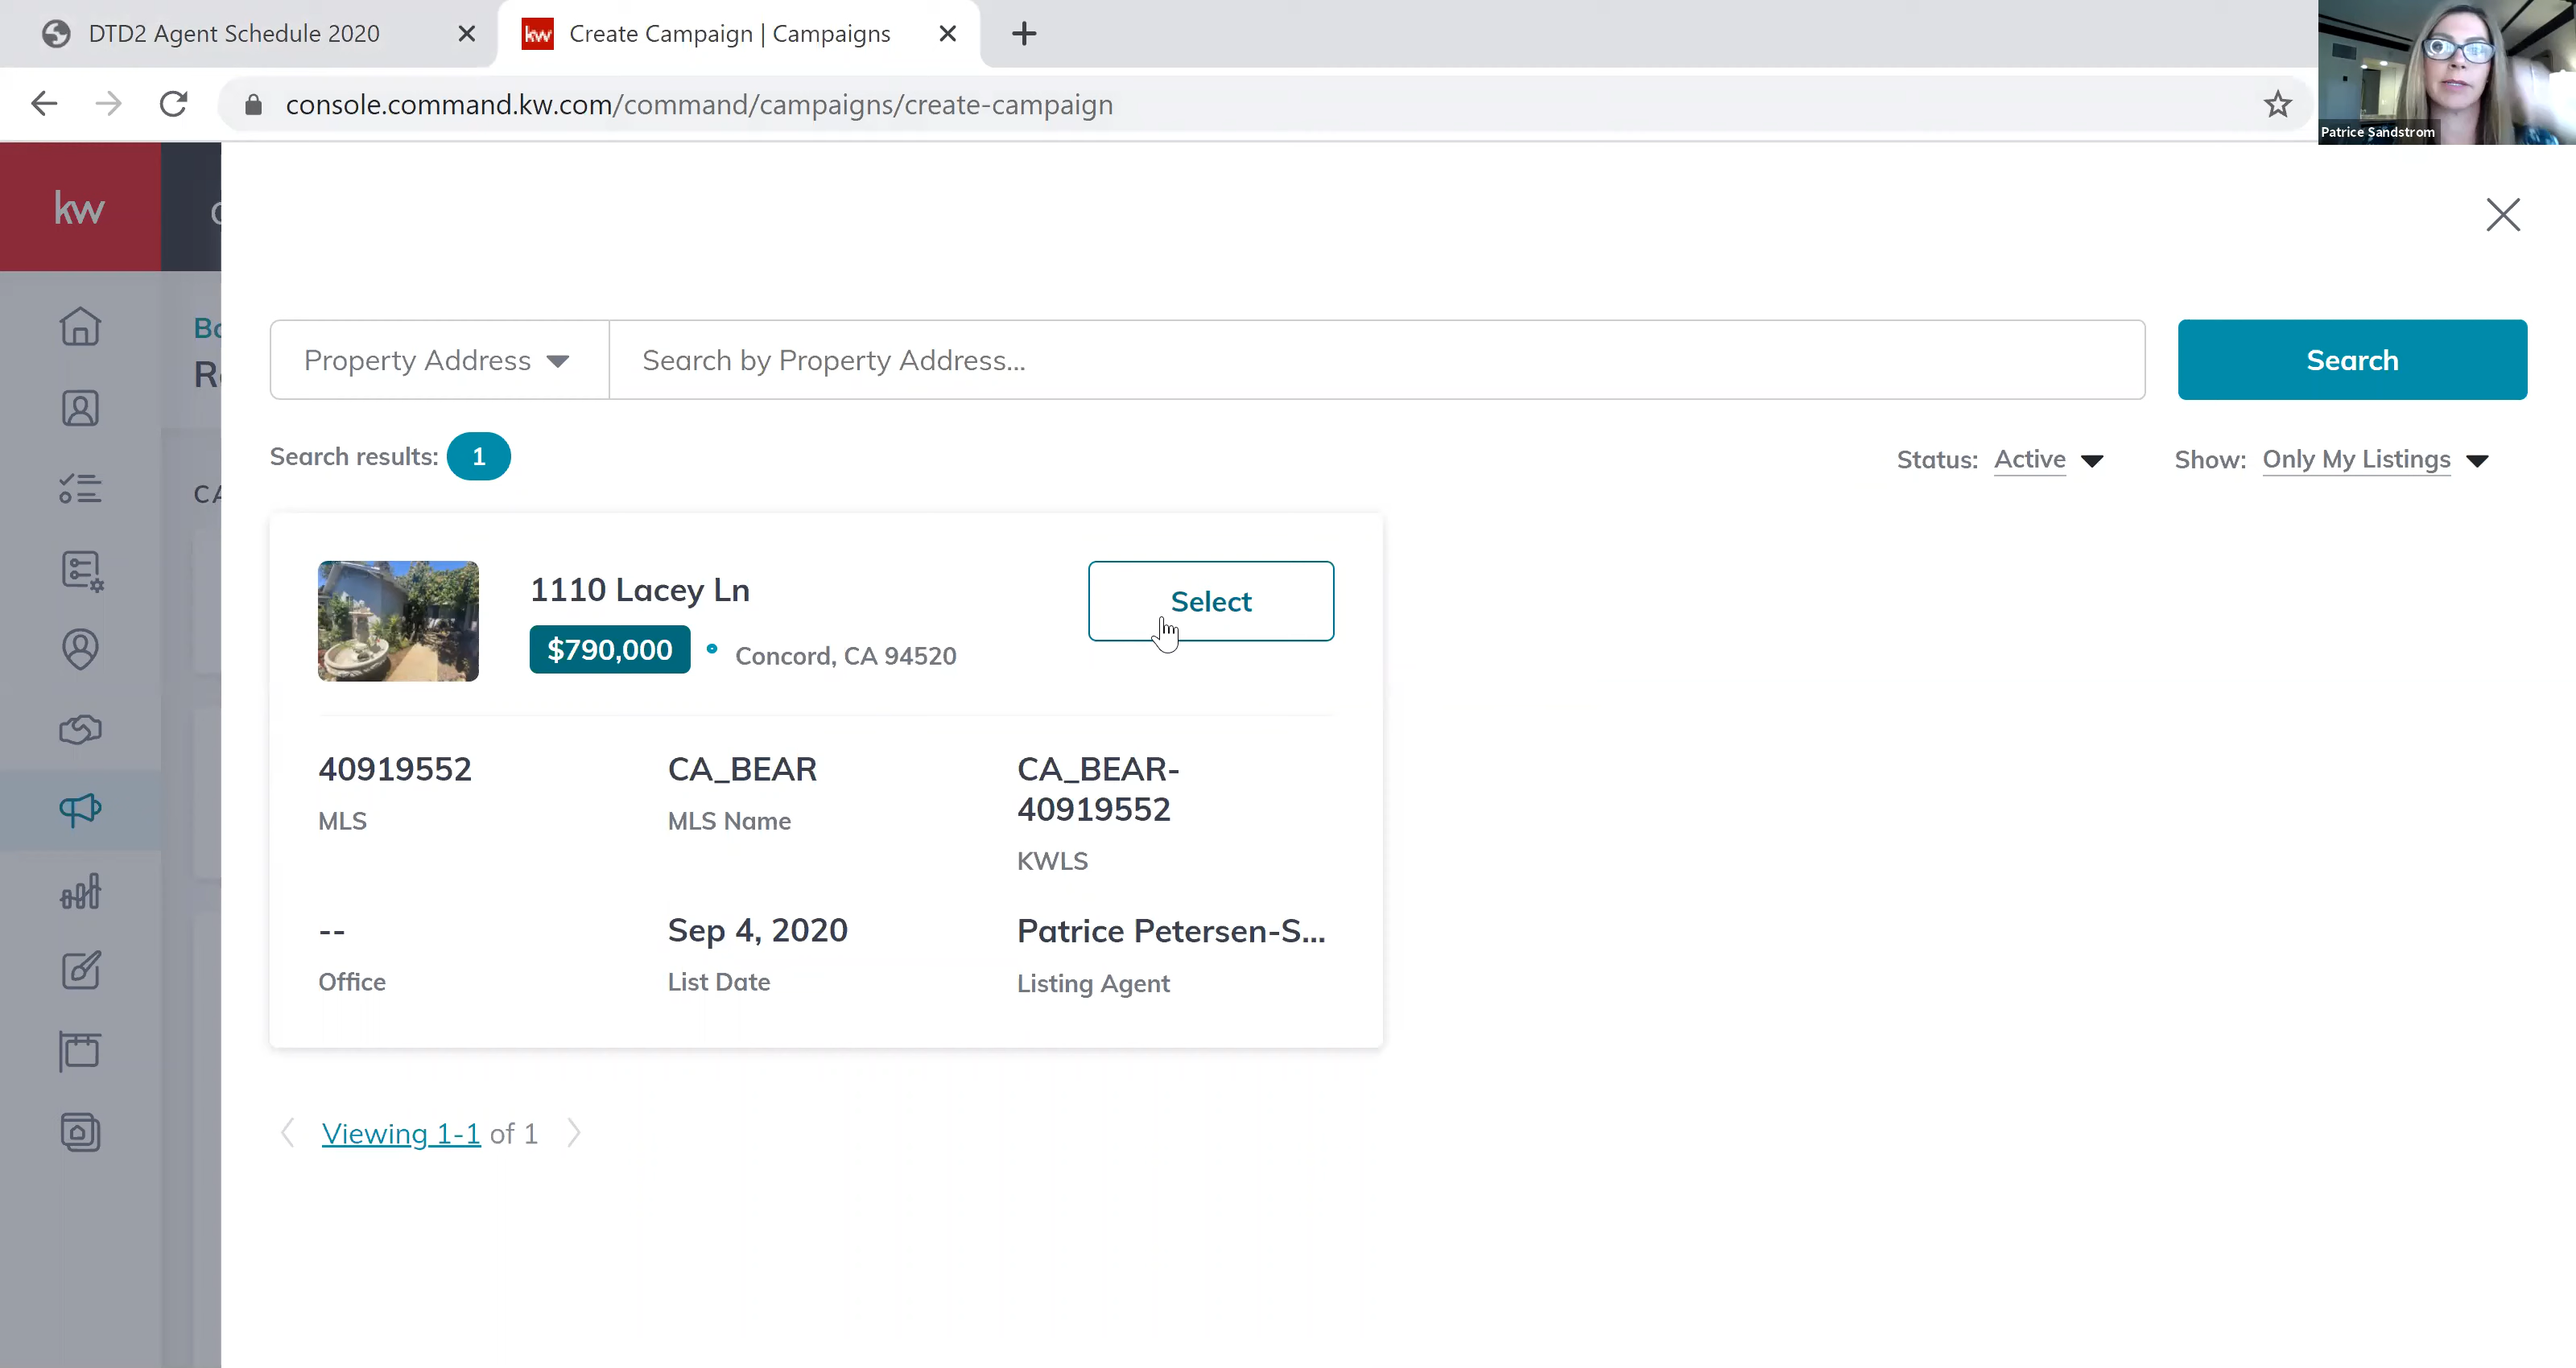 DTD2 Agent Schedule 2020
kw Create Campaign | Campaigns
console.command.kw.com/command/campaigns/create-campaign
Patrice Sandstrom
kw
Property Address
Search by Property Address...
Search
Search results: 1
Status: Active
Show: Only My Listings
1110 Lacey Ln
Select
$790,000
Concord, CA 94520
40919552
MLS
CA_BEAR
MLS Name
CA_BEAR-
40919552
KWLS
--
Office
Sep 4, 2020
List Date
Patrice Petersen-S...
Listing Agent
Viewing 1-1 of 1